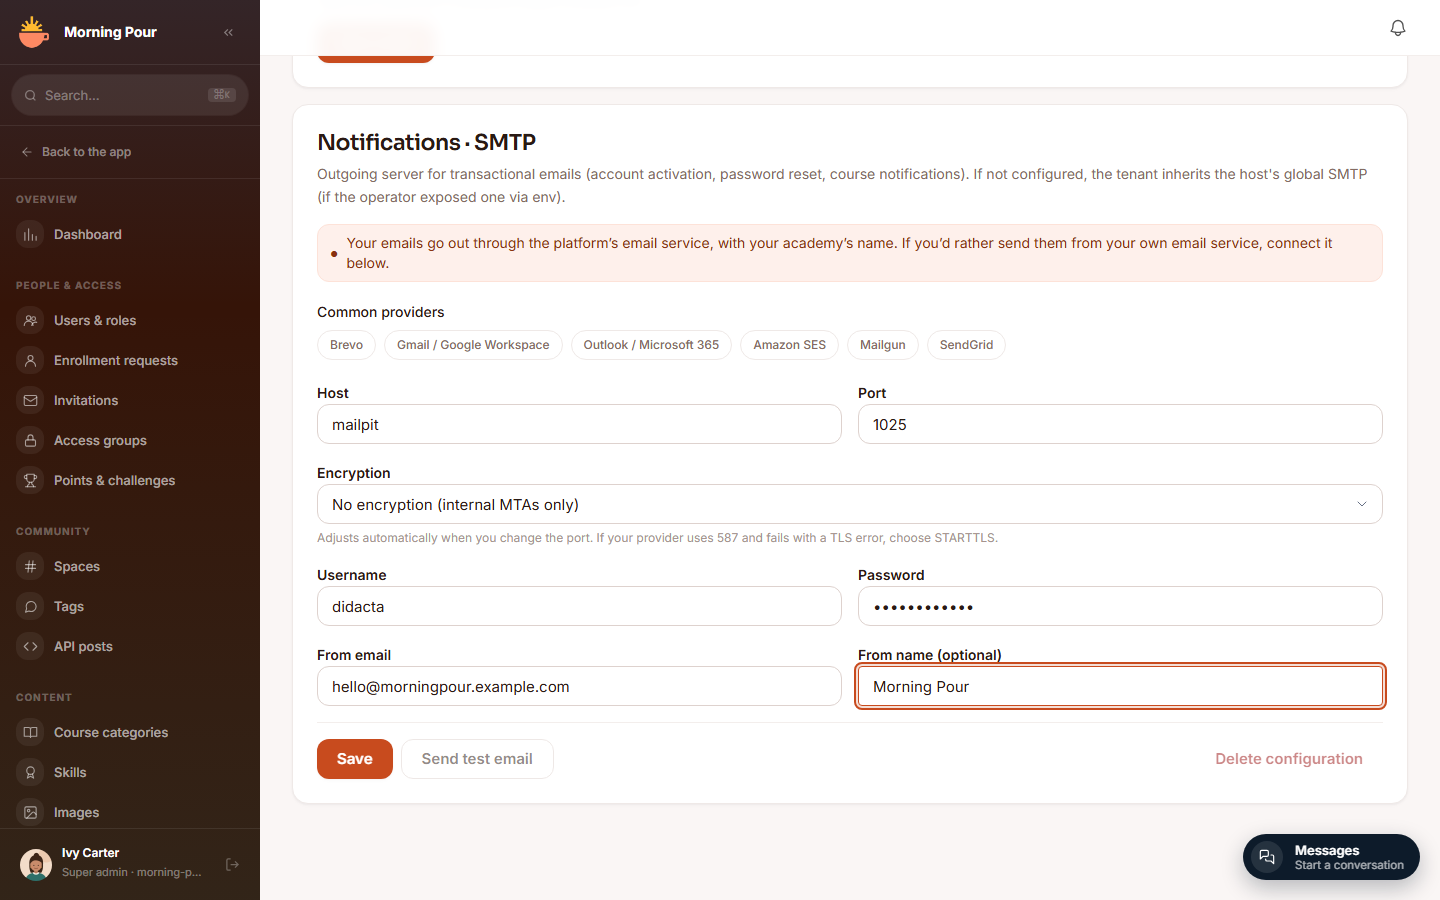 Morning Pour
Search...
⌘K
Back to the app
OVERVIEW
Dashboard
PEOPLE & ACCESS
Users & roles
Enrollment requests
Invitations
Access groups
Points & challenges
COMMUNITY
Spaces
Tags
API posts
CONTENT
Course categories
Skills
Images
Ivy Carter
Super admin · morning-p...
Notifications · SMTP
Outgoing server for transactional emails (account activation, password reset, course notifications). If not configured, the tenant inherits the host's global SMTP
(if the operator exposed one via env).
Your emails go out through the platform’s email service, with your academy’s name. If you’d rather send them from your own email service, connect it
below.
Common providers
Brevo
Gmail / Google Workspace
Outlook / Microsoft 365
Amazon SES
Mailgun
SendGrid
Host
Port
mailpit
1025
Encryption
No encryption (internal MTAs only)
Adjusts automatically when you change the port. If your provider uses 587 and fails with a TLS error, choose STARTTLS.
Username
Password
didacta
••••••••••••
From email
From name (optional)
hello@morningpour.example.com
Morning Pour
Save
Send test email
Delete configuration
Messages
Start a conversation